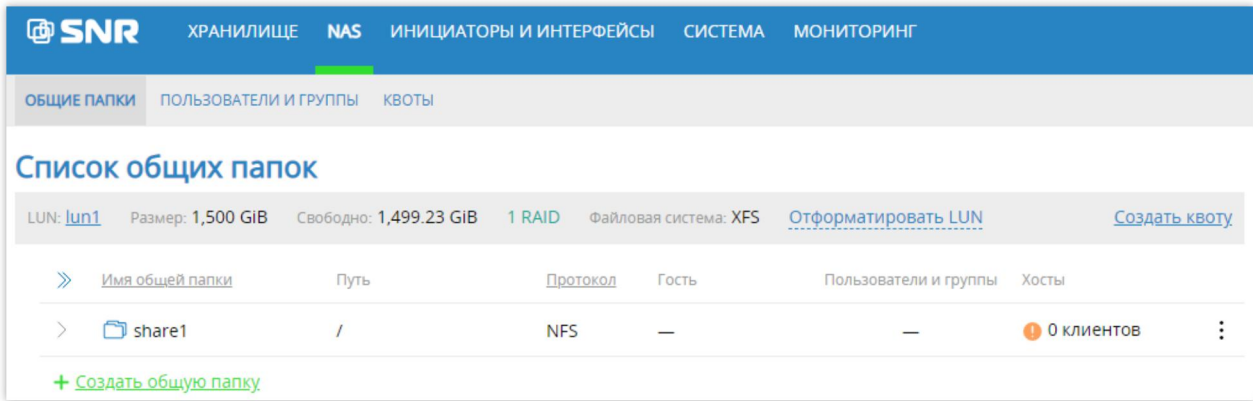 SNR ХРАНИЛИЩЕ NAS ИНИЦИАТОРЫ И ИНТЕРФЕЙСЫ СИСТЕМА МОНИТОРИНГ
ОБЩИЕ ПАПКИ ПОЛЬЗОВАТЕЛИ И ГРУППЫ КВОТЫ
Список общих папок
LUN: lun1 Размер: 1,500 GiB Свободно: 1,499.23 GiB 1 RAID Файловая система: XFS Отформатировать LUN Создать квоту
Имя общей папки Путь Протокол Гость Пользователи и группы Хосты
share1 / NFS — — 0 клиентов
+ Создать общую папку